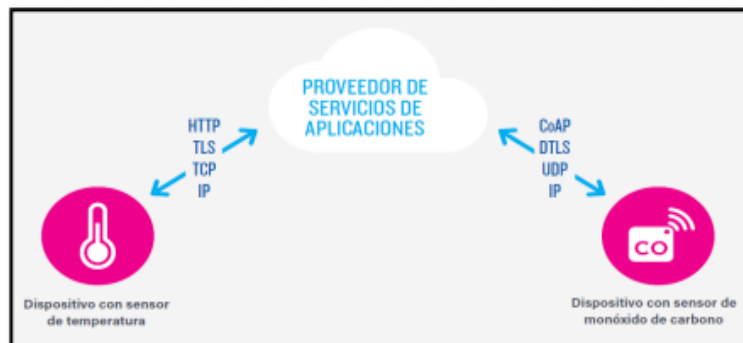 PROVEEDOR DE
SERVICIOS DE
APLICACIONES
HTTP
TLS
TCP
IP
CoAP
DTLS
UDP
IP
CO
Dispositivo con sensor
de temperatura
Dispositivo con sensor de
monóxido de carbono